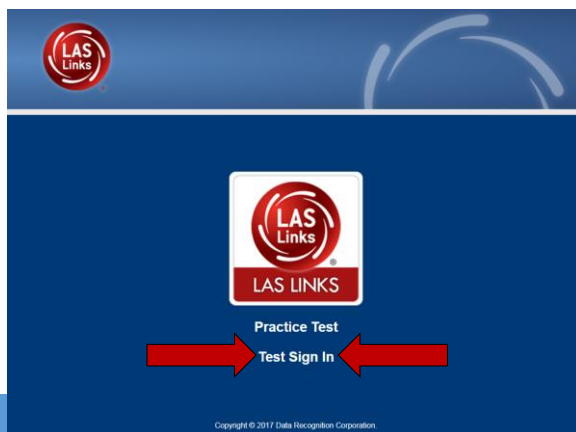 LAS
Links
®
LAS
Links
®
LAS LINKS
Practice Test
Test Sign In
Copyright © 2017 Data Recognition Corporation.